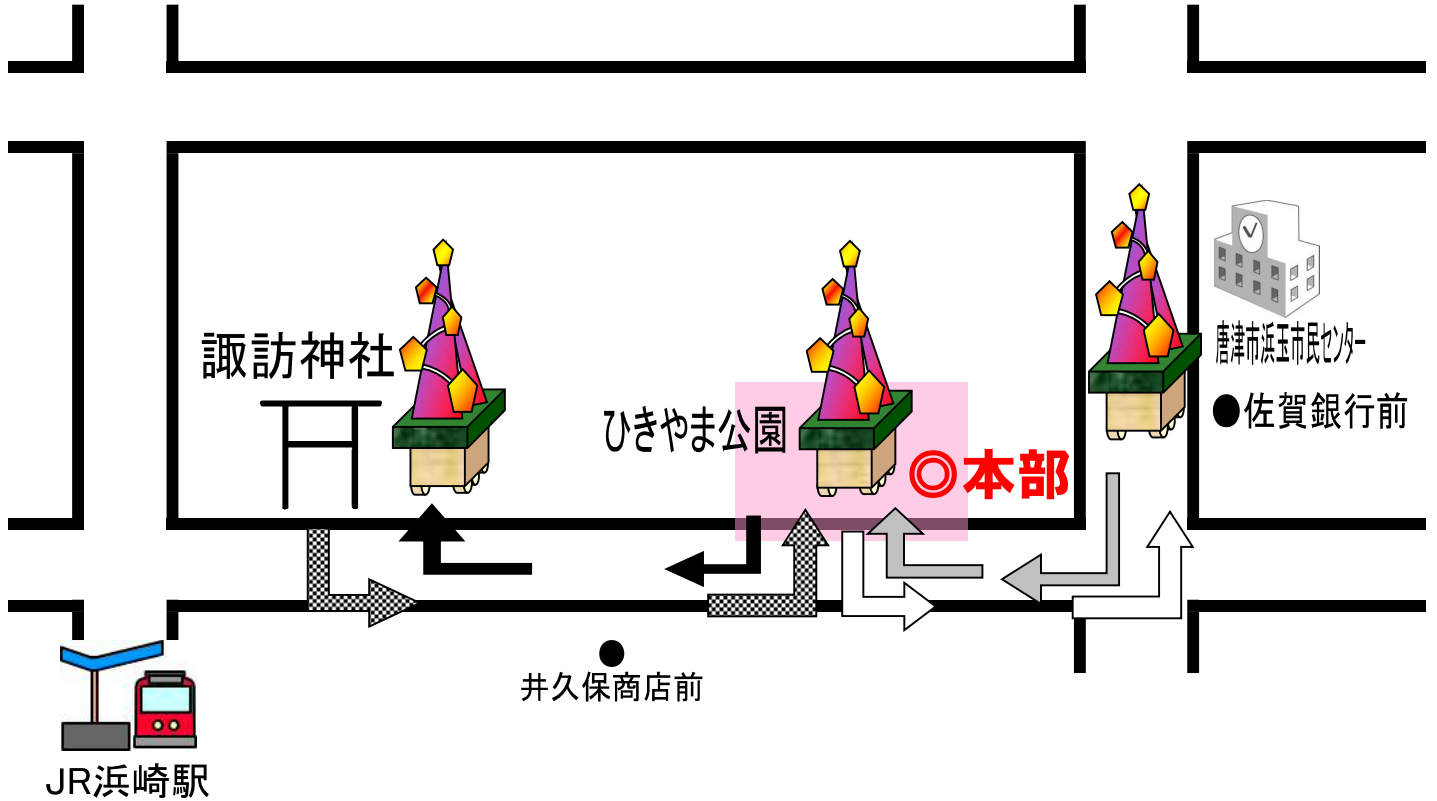 諏訪神社
ひきやま公園
◎本部
唐津市浜玉市民センター
●佐賀銀行前
井久保商店前
JR浜崎駅